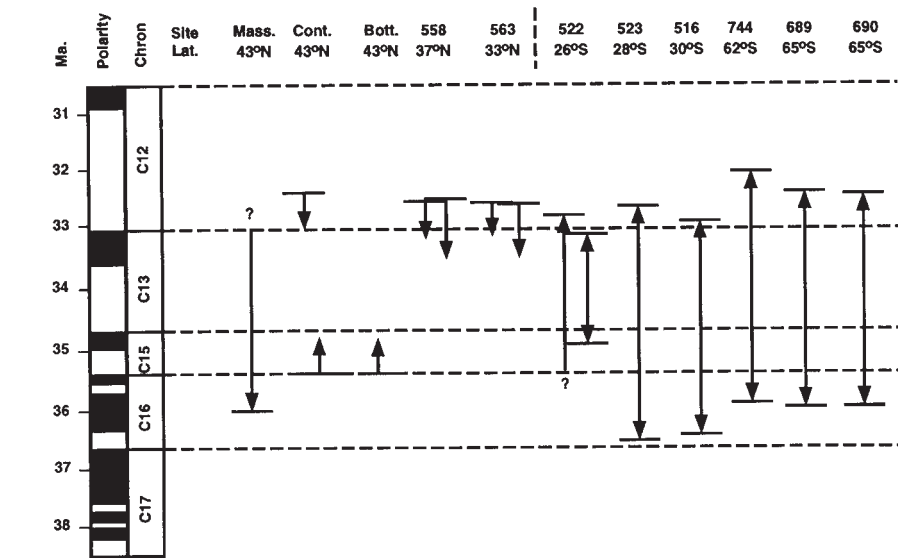 Ma.
Polarity
Chron
Site Mass. Cont. Bott. 558 563 522 523 516 744 689 690
Lat. 43ºN 43ºN 43ºN 37ºN 33ºN 26ºS 28ºS 30ºS 62ºS 65ºS 65ºS
31
C12
32
?
33
C13
34
35
C15
?
36
C16
37
C17
38